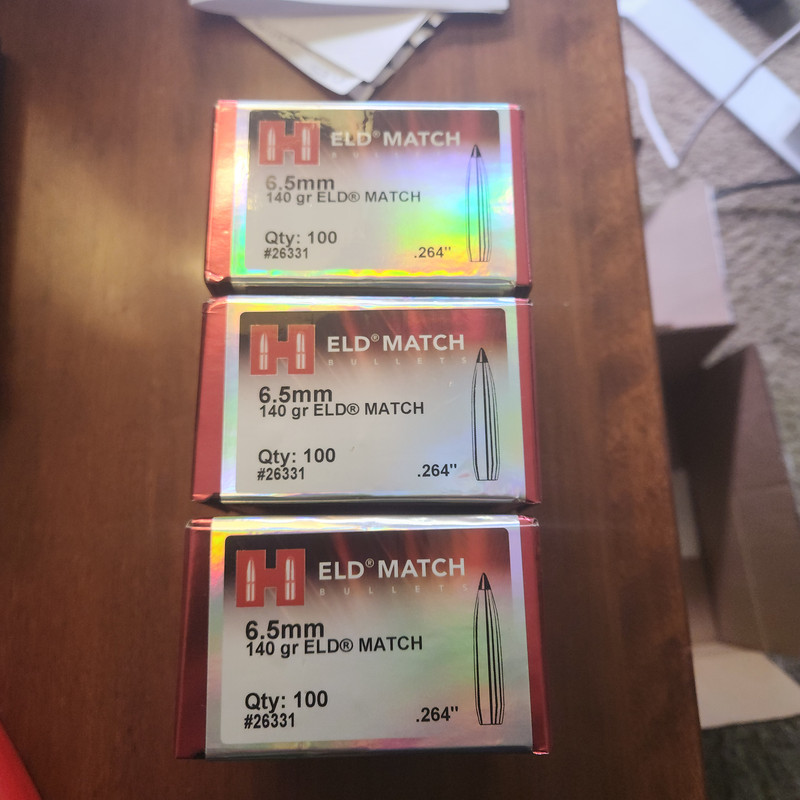 H ELD® MATCH
BULLETS
6.5mm
140 gr ELD® MATCH
Qty: 100
#26331
.264"
H ELD® MATCH
BULLETS
6.5mm
140 gr ELD® MATCH
Qty: 100
#26331
.264"
H ELD® MATCH
BULLETS
6.5mm
140 gr ELD® MATCH
Qty: 100
#26331
.264"